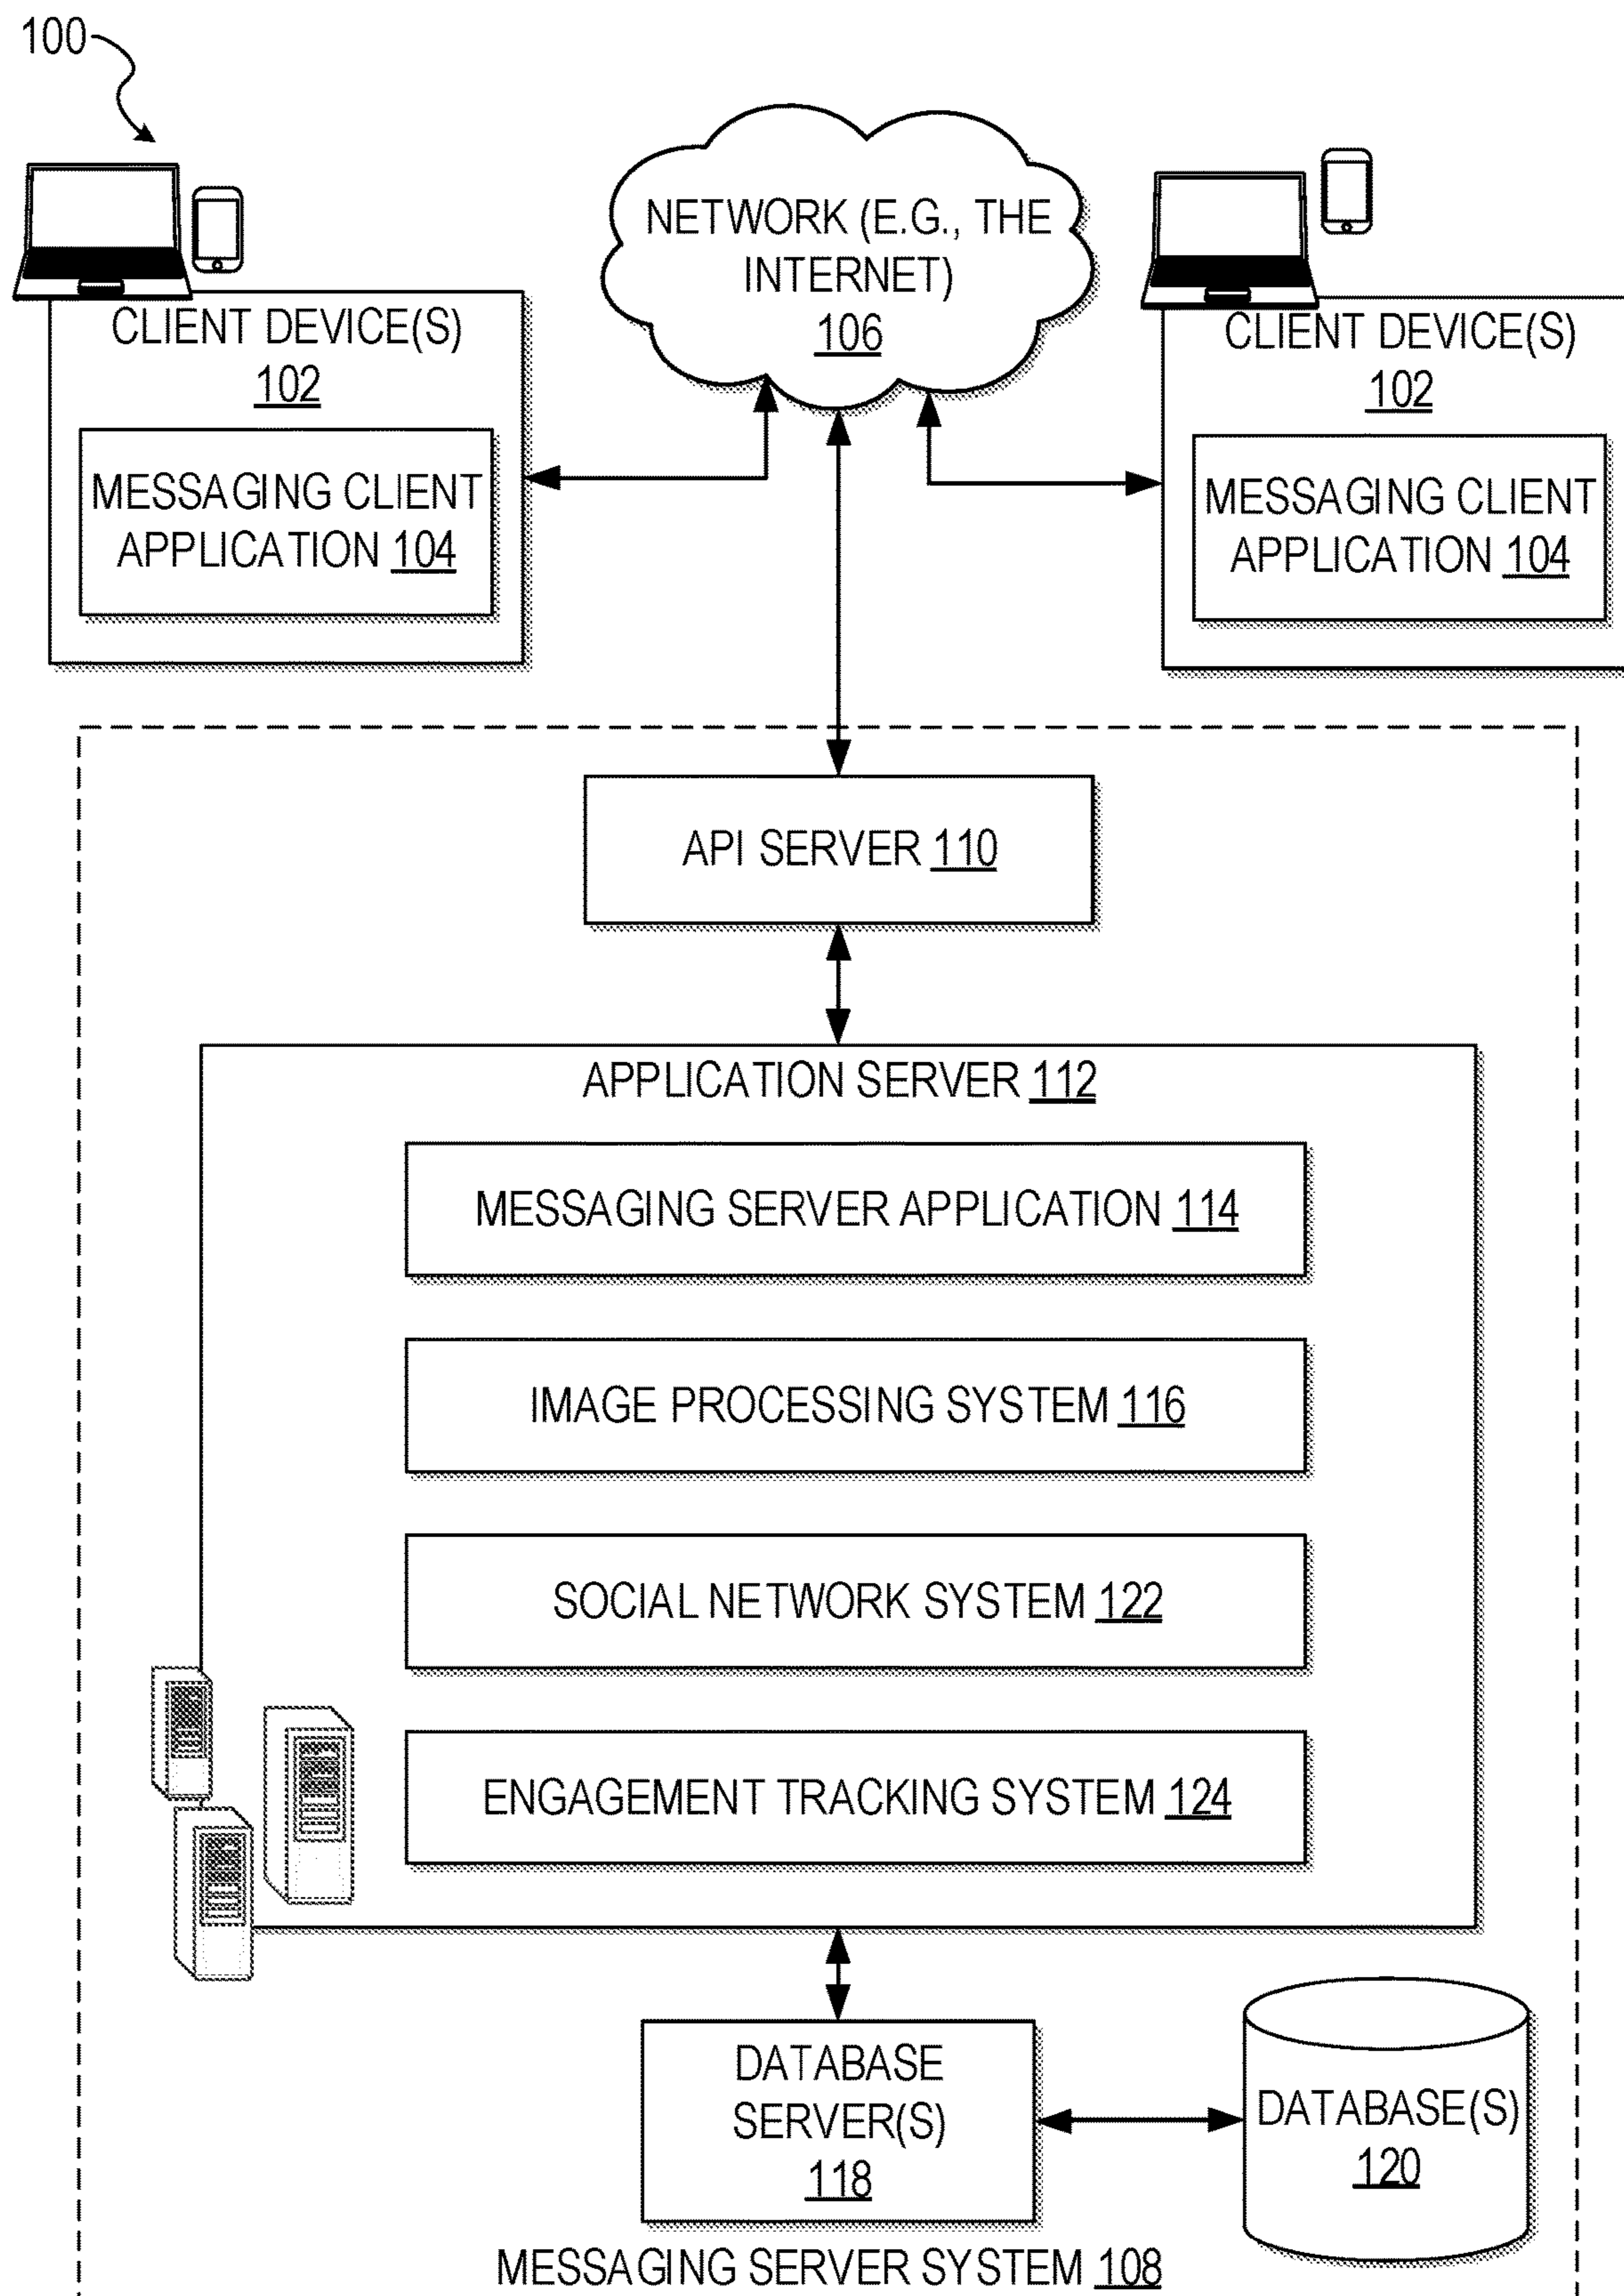 100
NETWORK (E.G., THE
INTERNET)
106
CLIENT DEVICE(S)
102
MESSAGING CLIENT
APPLICATION 104
CLIENT DEVICE(S)
102
MESSAGING CLIENT
APPLICATION 104
API SERVER 110
APPLICATION SERVER 112
MESSAGING SERVER APPLICATION 114
IMAGE PROCESSING SYSTEM 116
SOCIAL NETWORK SYSTEM 122
ENGAGEMENT TRACKING SYSTEM 124
DATABASE
SERVER(S)
118
DATABASE(S)
120
MESSAGING SERVER SYSTEM 108